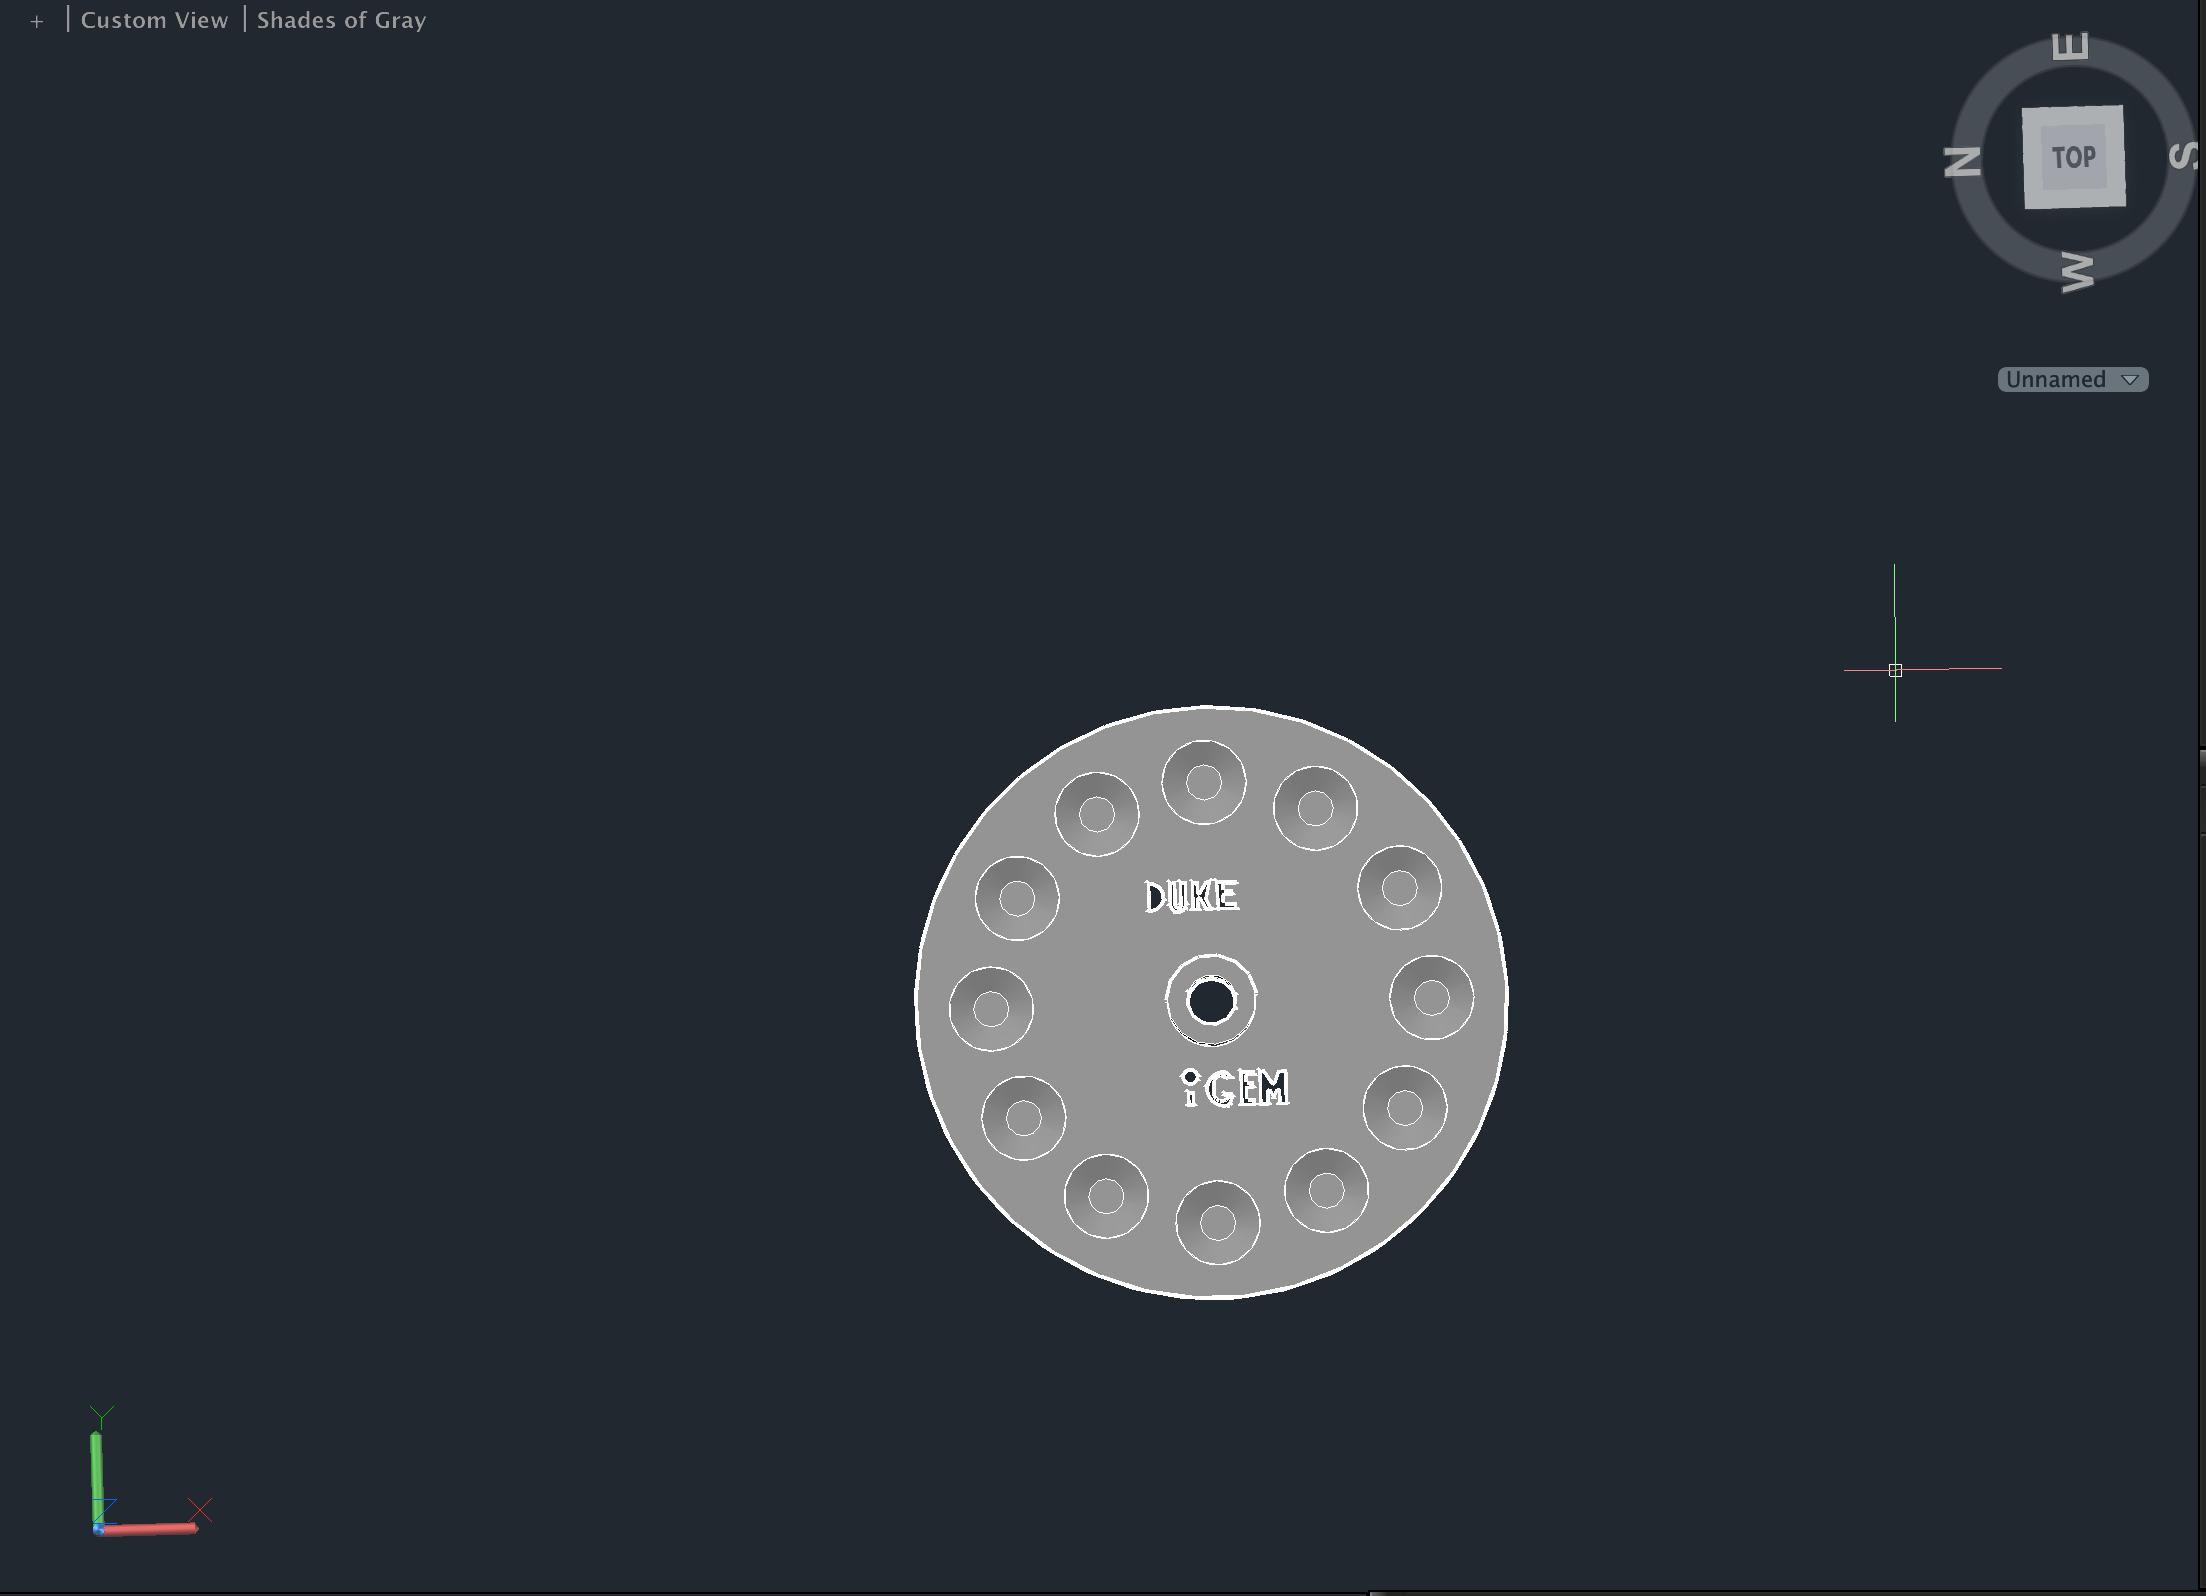 + | Custom View | Shades of Gray
E
N
TOP
S
W
Unnamed
DUKE
iGEM
Y
Z
X